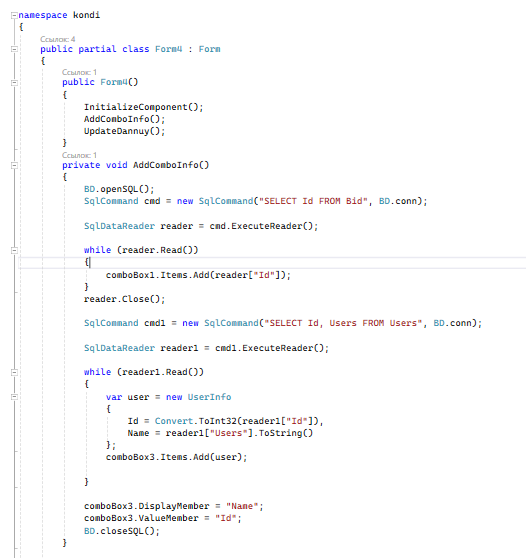 namespace kondi
{
Ссылок: 4
public partial class Form4 : Form
{
Ссылок: 1
public Form4()
{
InitializeComponent();
AddComboInfo();
UpdateDannuy();
}
Ссылок: 1
private void AddComboInfo()
{
BD.openSQL();
SqlCommand cmd = new SqlCommand("SELECT Id FROM Bid", BD.conn);
SqlDataReader reader = cmd.ExecuteReader();
while (reader.Read())
{
comboBox1.Items.Add(reader["Id"]);
}
reader.Close();
SqlCommand cmd1 = new SqlCommand("SELECT Id, Users FROM Users", BD.conn);
SqlDataReader reader1 = cmd1.ExecuteReader();
while (reader1.Read())
{
var user = new UserInfo
{
Id = Convert.ToInt32(reader1["Id"]),
Name = reader1["Users"].ToString()
};
comboBox3.Items.Add(user);
}
comboBox3.DisplayMember = "Name";
comboBox3.ValueMember = "Id";
BD.closeSQL();
}